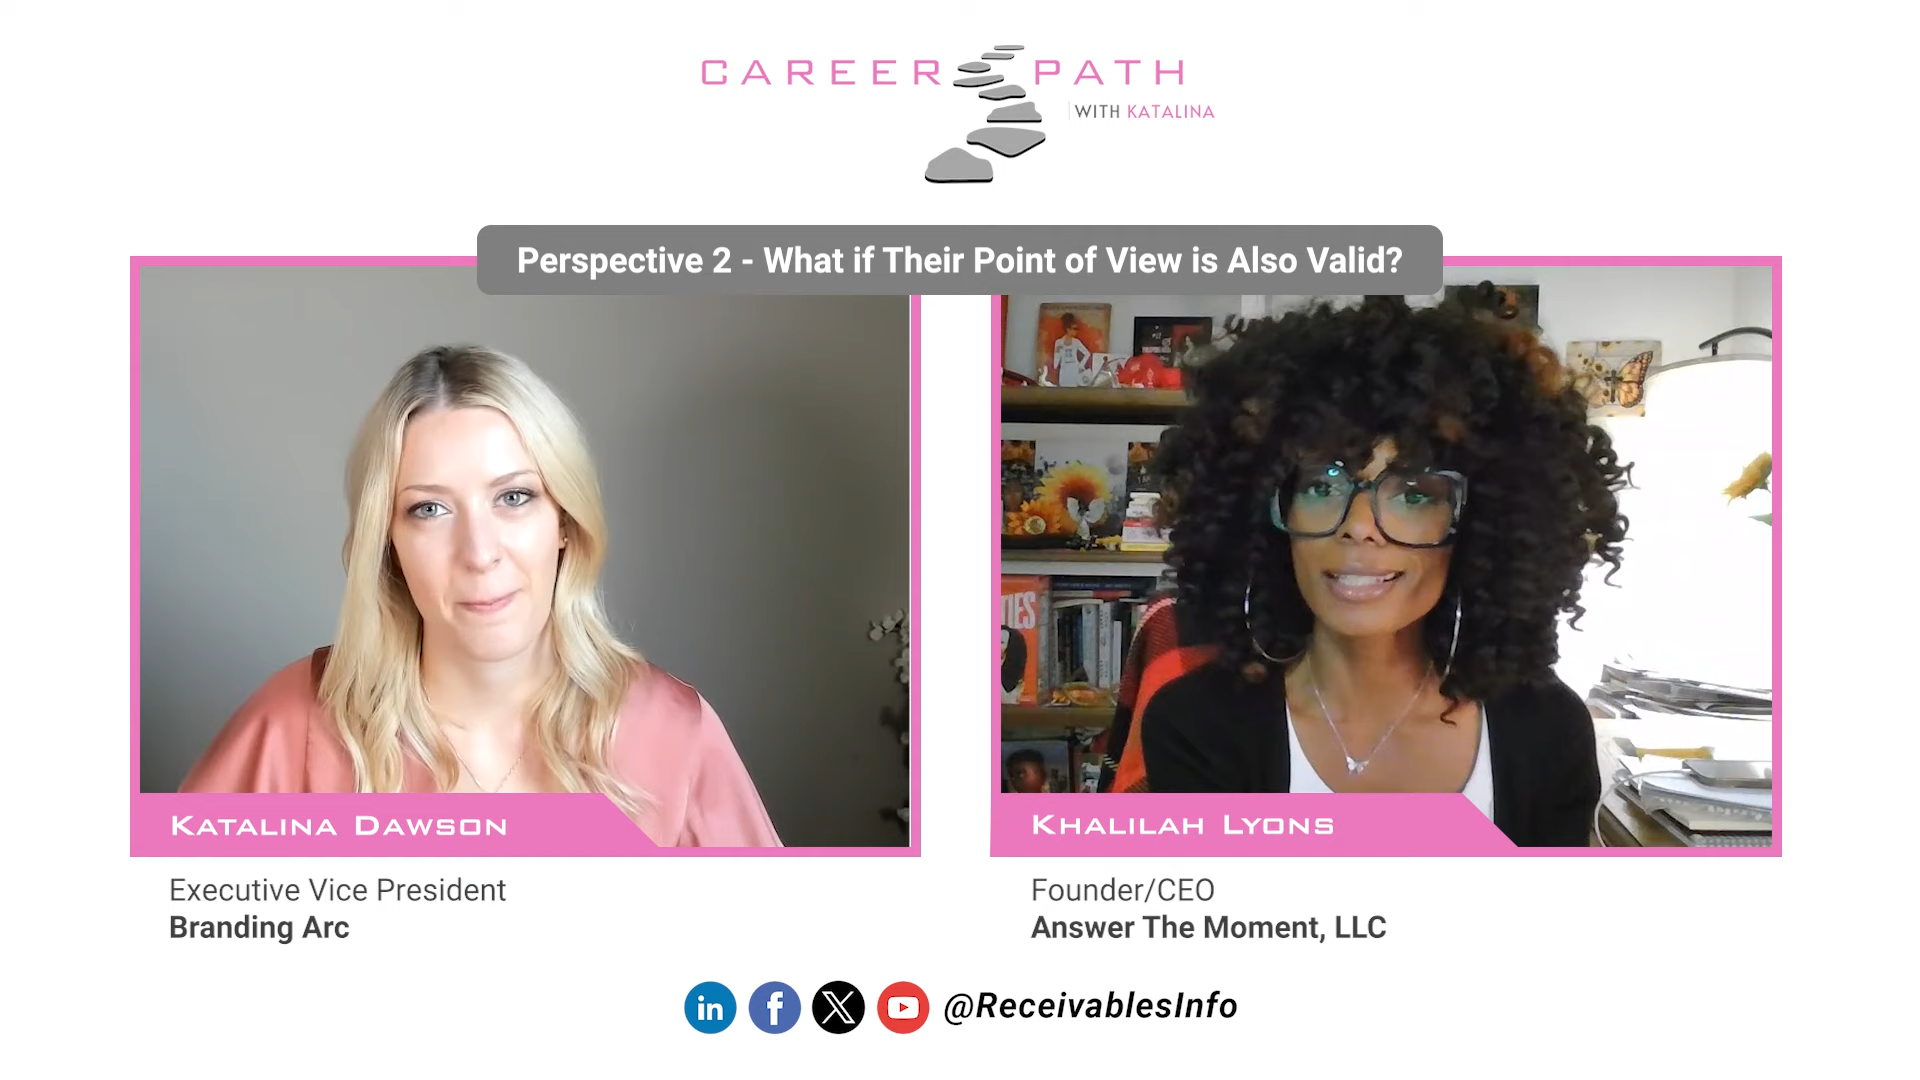 CAREER PATH
WITH KATALINA
Perspective 2 - What if Their Point of View is Also Valid?
TIES
KATALINA DAWSON
KHALILAH LYONS
Executive Vice President
Branding Arc
Founder/CEO
Answer The Moment, LLC
in f X @ReceivablesInfo